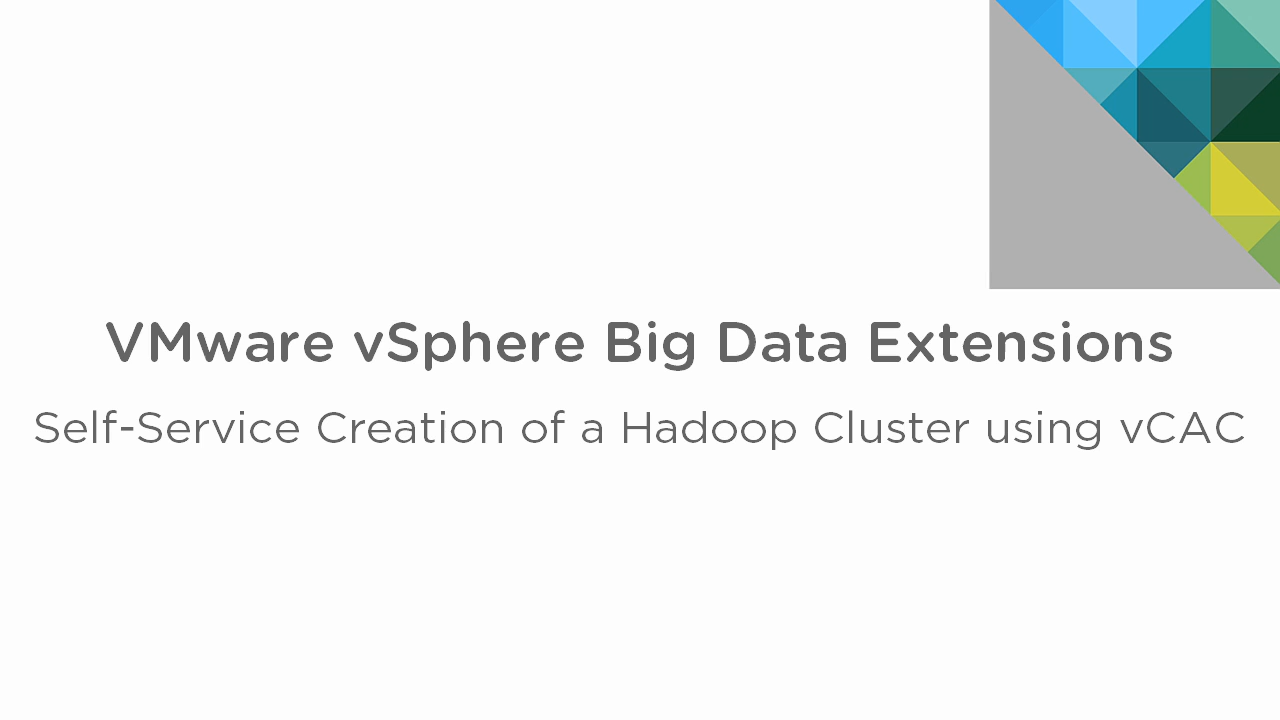 VMware vSphere Big Data Extensions
Self-Service Creation of a Hadoop Cluster using vCAC